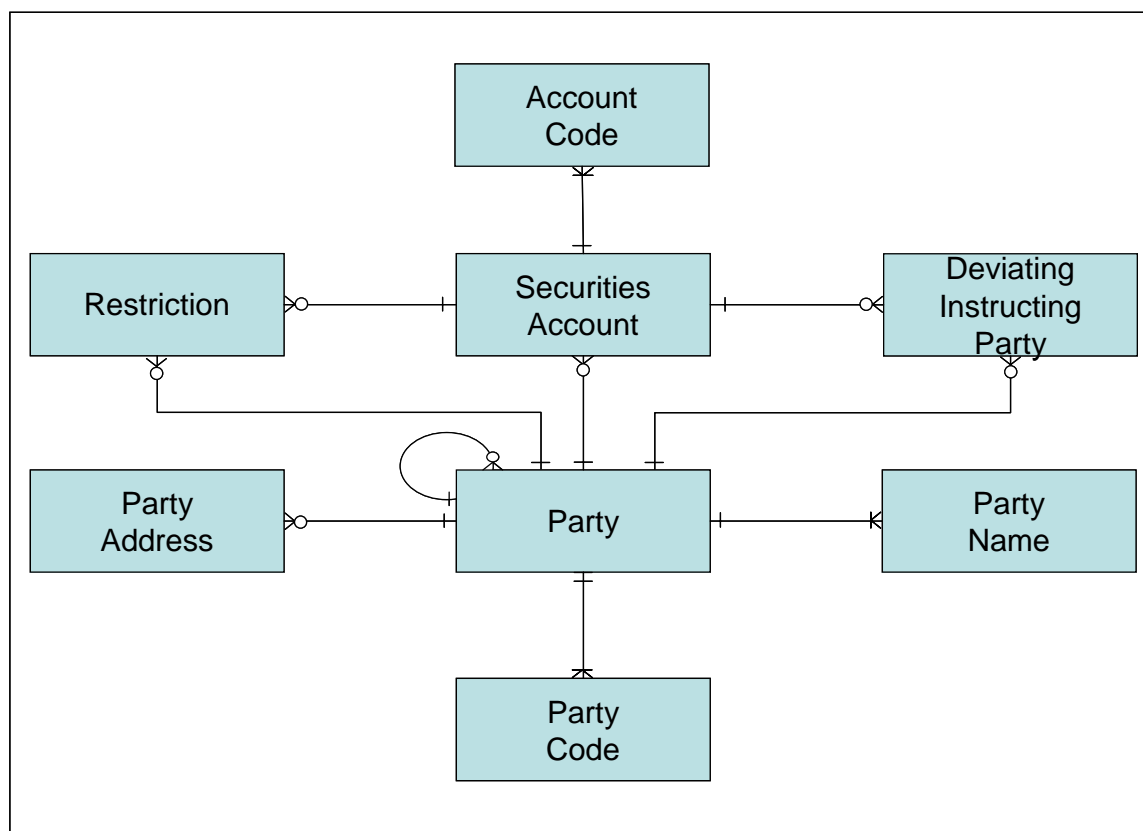 Account
Code
Restriction
Securities
Account
Deviating
Instructing
Party
Party
Address
Party
Party
Name
Party
Code